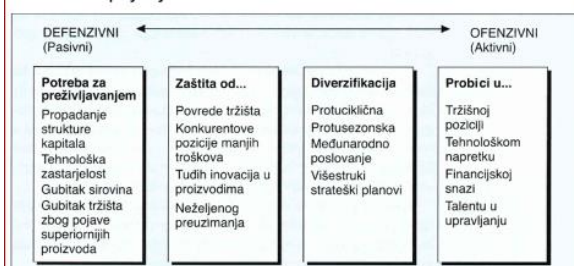 DEFENZIVNI
(Pasivni)
OFENZIVNI
(Aktivni)
Potreba za
preživljavanjem
Propadanje
strukture
kapitala
Tehnološka
zastarjelost
Gubitak sirovina
Gubitak tržišta
zbog pojave
superiornijih
proizvoda
Zaštita od...
Povrede tržišta
Konkurentove
pozicije manjih
troškova
Tuđih inovacija u
proizvodima
Neželjenog
preuzimanja
Diverzifikacija
Protuciklična
Protusezonska
Međunarodno
poslovanje
Višestruki
strateški planovi
Probici u...
Tržišnoj
poziciji
Tehnološkom
napretku
Financijskoj
snazi
Talentu u
upravljanju